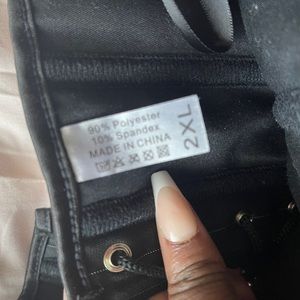 90% Polyester
10% Spandex
MADE IN CHINA
2XL